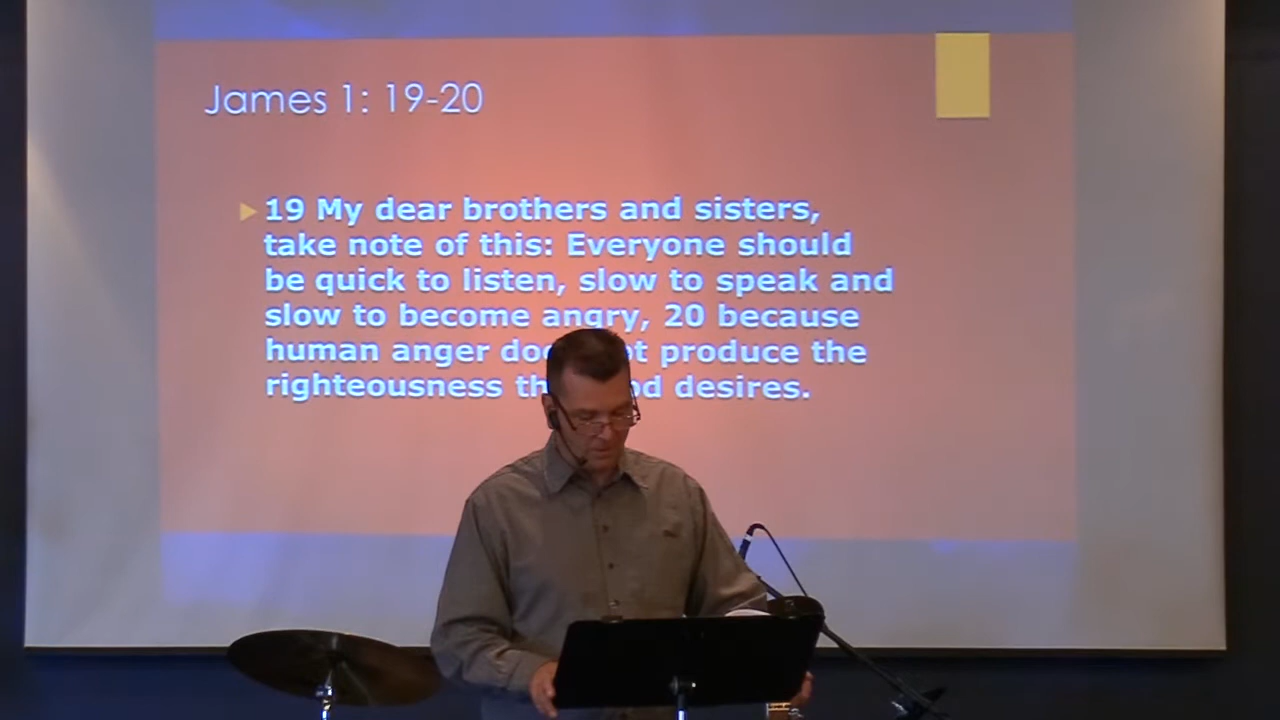 James 1: 19-20
19 My dear brothers and sisters,
take note of this: Everyone should
be quick to listen, slow to speak and
slow to become angry, 20 because
human anger produce the
righteousness desires.